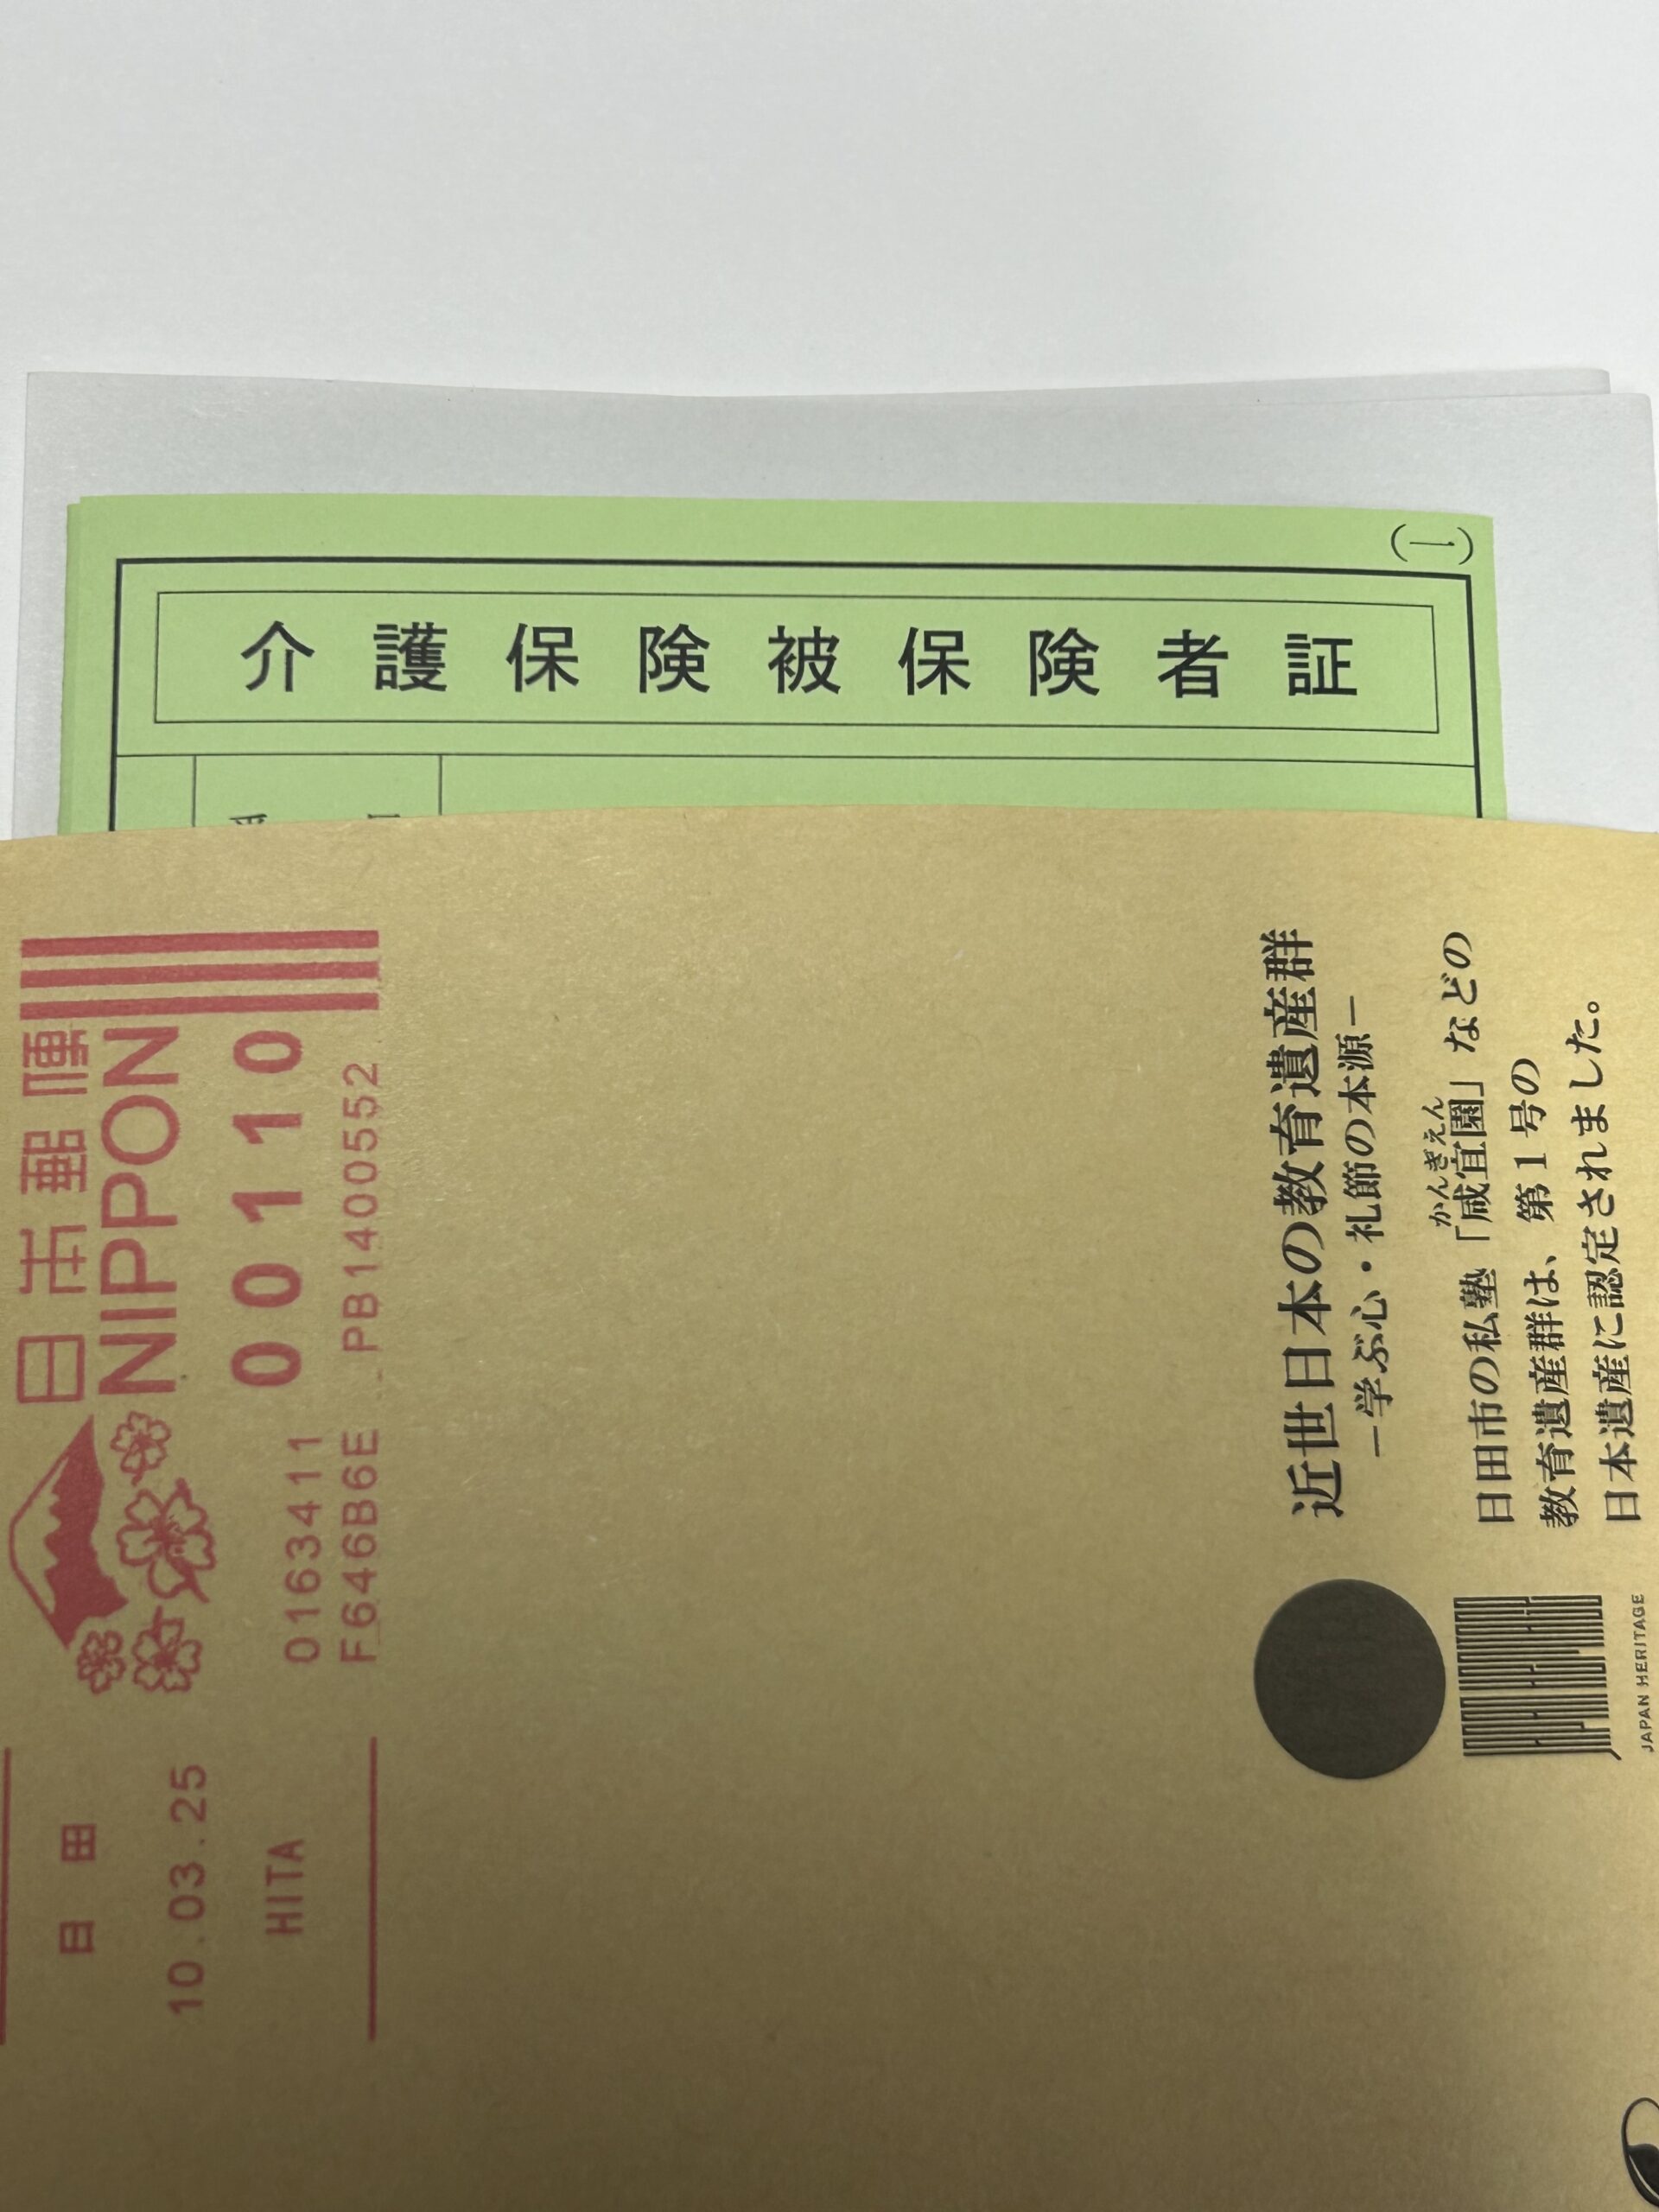 (1)
介護保険被保険者証
日本郵便
NIPPON
00110
0163411
F646B6E PB1400552
日田
10.03.25
HITA
近世日本の教育遺産群
－学ぶ心・礼節の本源－
かんぎえん
日田市の私塾「咸宜園」などの
教育遺産群は、第1号の
日本遺産に認定されました。
JAPAN HERITAGE